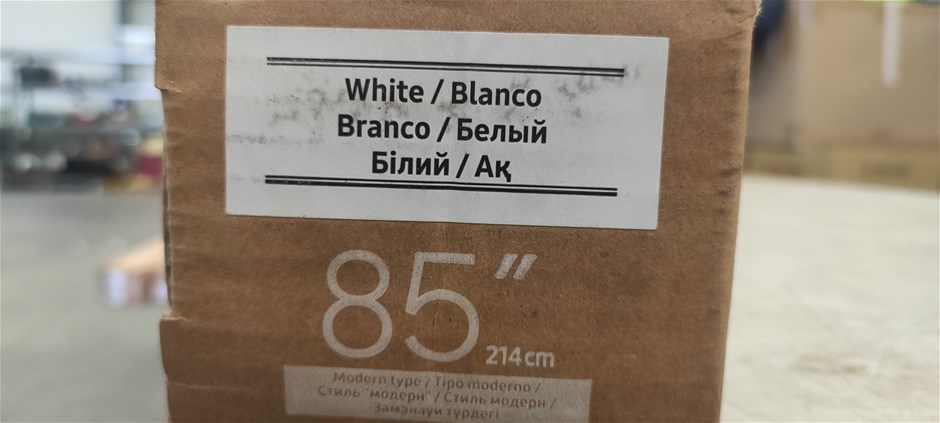 White / Blanco
Branco / Белый
Білий / Ақ
85"
214cm
Modern type / Tipo moderno /
Стиль "модерн" / Стиль модерн /
Заманауи түрдегі